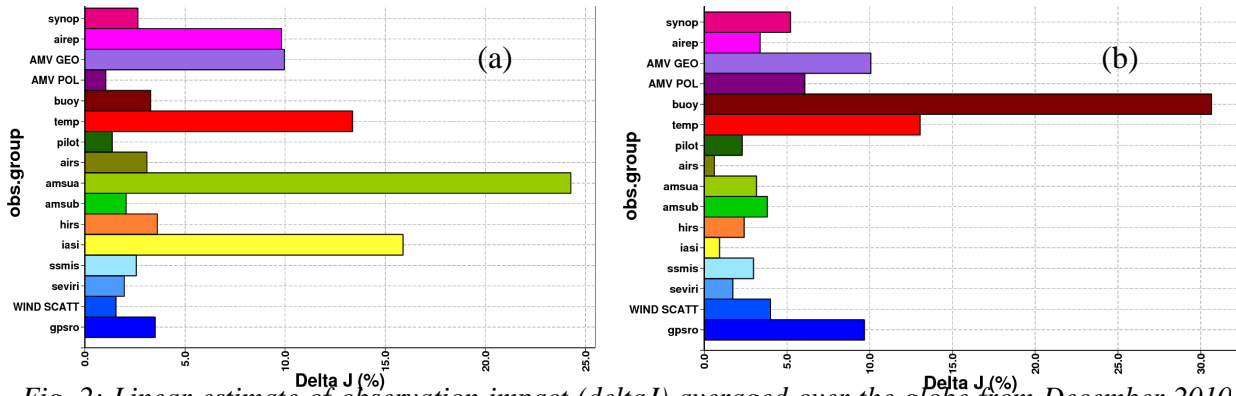 synop
airep
AMV GEO
AMV POL
buoy
temp
pilot
airs
amsua
amsub
hirs
iasi
ssmis
seviri
WIND SCATT
gpsro
obs.group
(a)
0.0 5.0 10.0 15.0 20.0 25.0
Delta J (%)
synop
airep
AMV GEO
AMV POL
buoy
temp
pilot
airs
amsua
amsub
hirs
iasi
ssmis
seviri
WIND SCATT
gpsro
obs.group
(b)
0.0 5.0 10.0 15.0 20.0 25.0 30.0
Delta J (%)
Fig. 2: Linear estimate of observation impact (deltaJ) averaged over the globe from December 2010